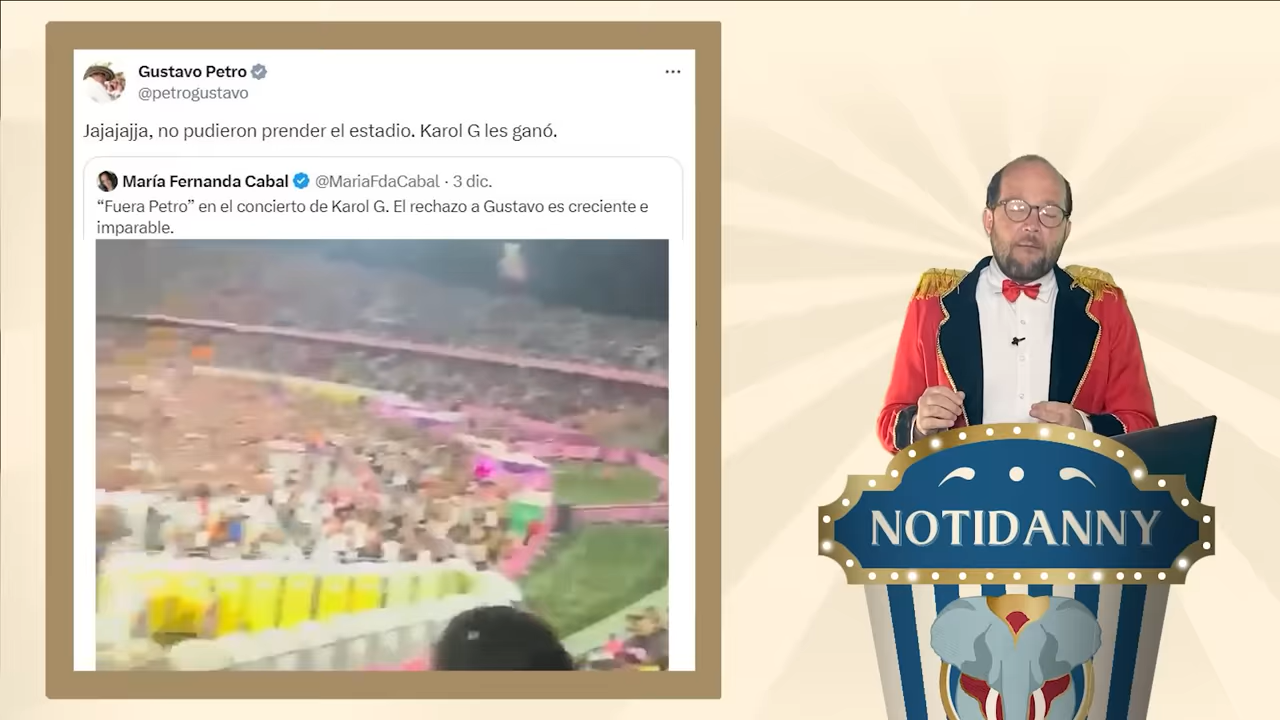 Gustavo Petro
@petrogustavo
Jajajajja, no pudieron prender el estadio. Karol G les ganó.
María Fernanda Cabal @MariaFdaCabal · 3 dic.
“Fuera Petro” en el concierto de Karol G. El rechazo a Gustavo es creciente e
imparable.
NOTIDANNY